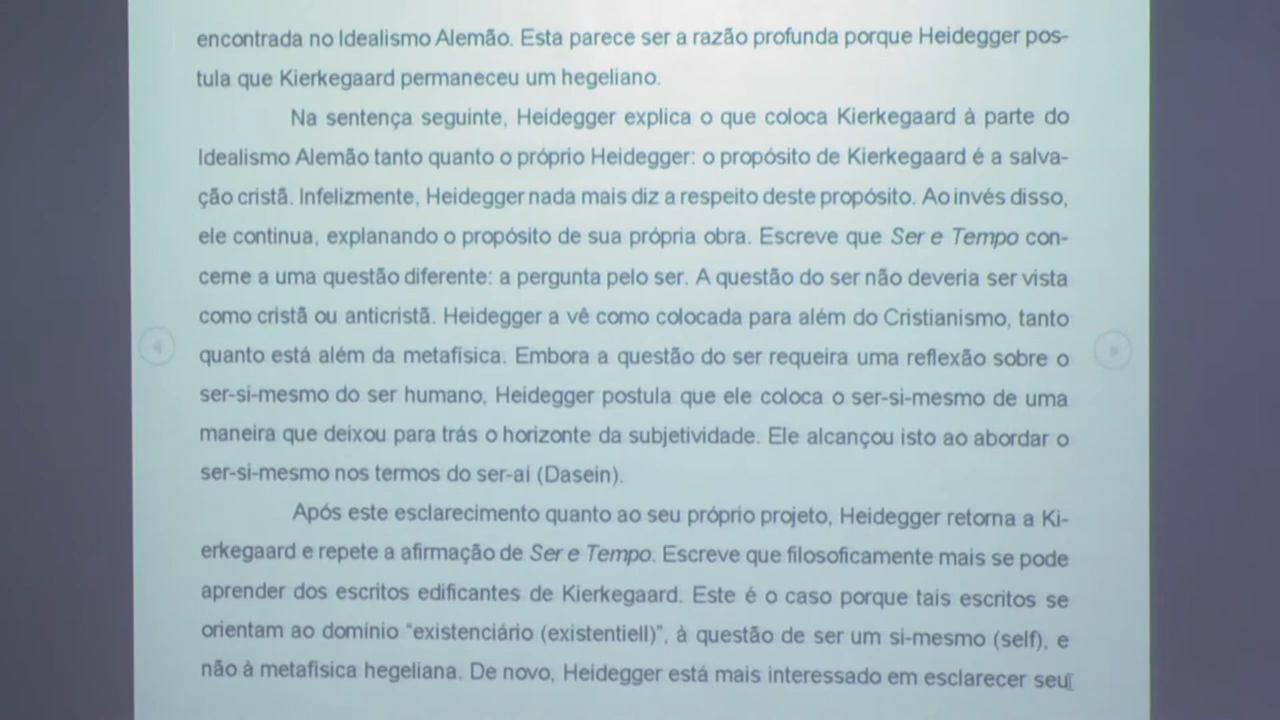 encontrada no Idealismo Alemão. Esta parece ser a razão profunda porque Heidegger pos-
tula que Kierkegaard permaneceu um hegeliano.
Na sentença seguinte, Heidegger explica o que coloca Kierkegaard à parte do
Idealismo Alemão tanto quanto o próprio Heidegger: o propósito de Kierkegaard é a salva-
ção cristã. Infelizmente, Heidegger nada mais diz a respeito deste propósito. Ao invés disso,
ele continua, explanando o propósito de sua própria obra. Escreve que Ser e Tempo con-
cerne a uma questão diferente: a pergunta pelo ser. A questão do ser não deveria ser vista
como cristã ou anticristã. Heidegger a vê como colocada para além do Cristianismo, tanto
quanto está além da metafísica. Embora a questão do ser requeira uma reflexão sobre o
ser-si-mesmo do ser humano, Heidegger postula que ele coloca o ser-si-mesmo de uma
maneira que deixou para trás o horizonte da subjetividade. Ele alcançou isto ao abordar o
ser-si-mesmo nos termos do ser-aí (Dasein).
Após este esclarecimento quanto ao seu próprio projeto, Heidegger retorna a Ki-
erkegaard e repete a afirmação de Ser e Tempo. Escreve que filosoficamente mais se pode
aprender dos escritos edificantes de Kierkegaard. Este é o caso porque tais escritos se
orientam ao domínio “existenciário (existentiell)”, à questão de ser um si-mesmo (self), e
não à metafísica hegeliana. De novo, Heidegger está mais interessado em esclarecer seu